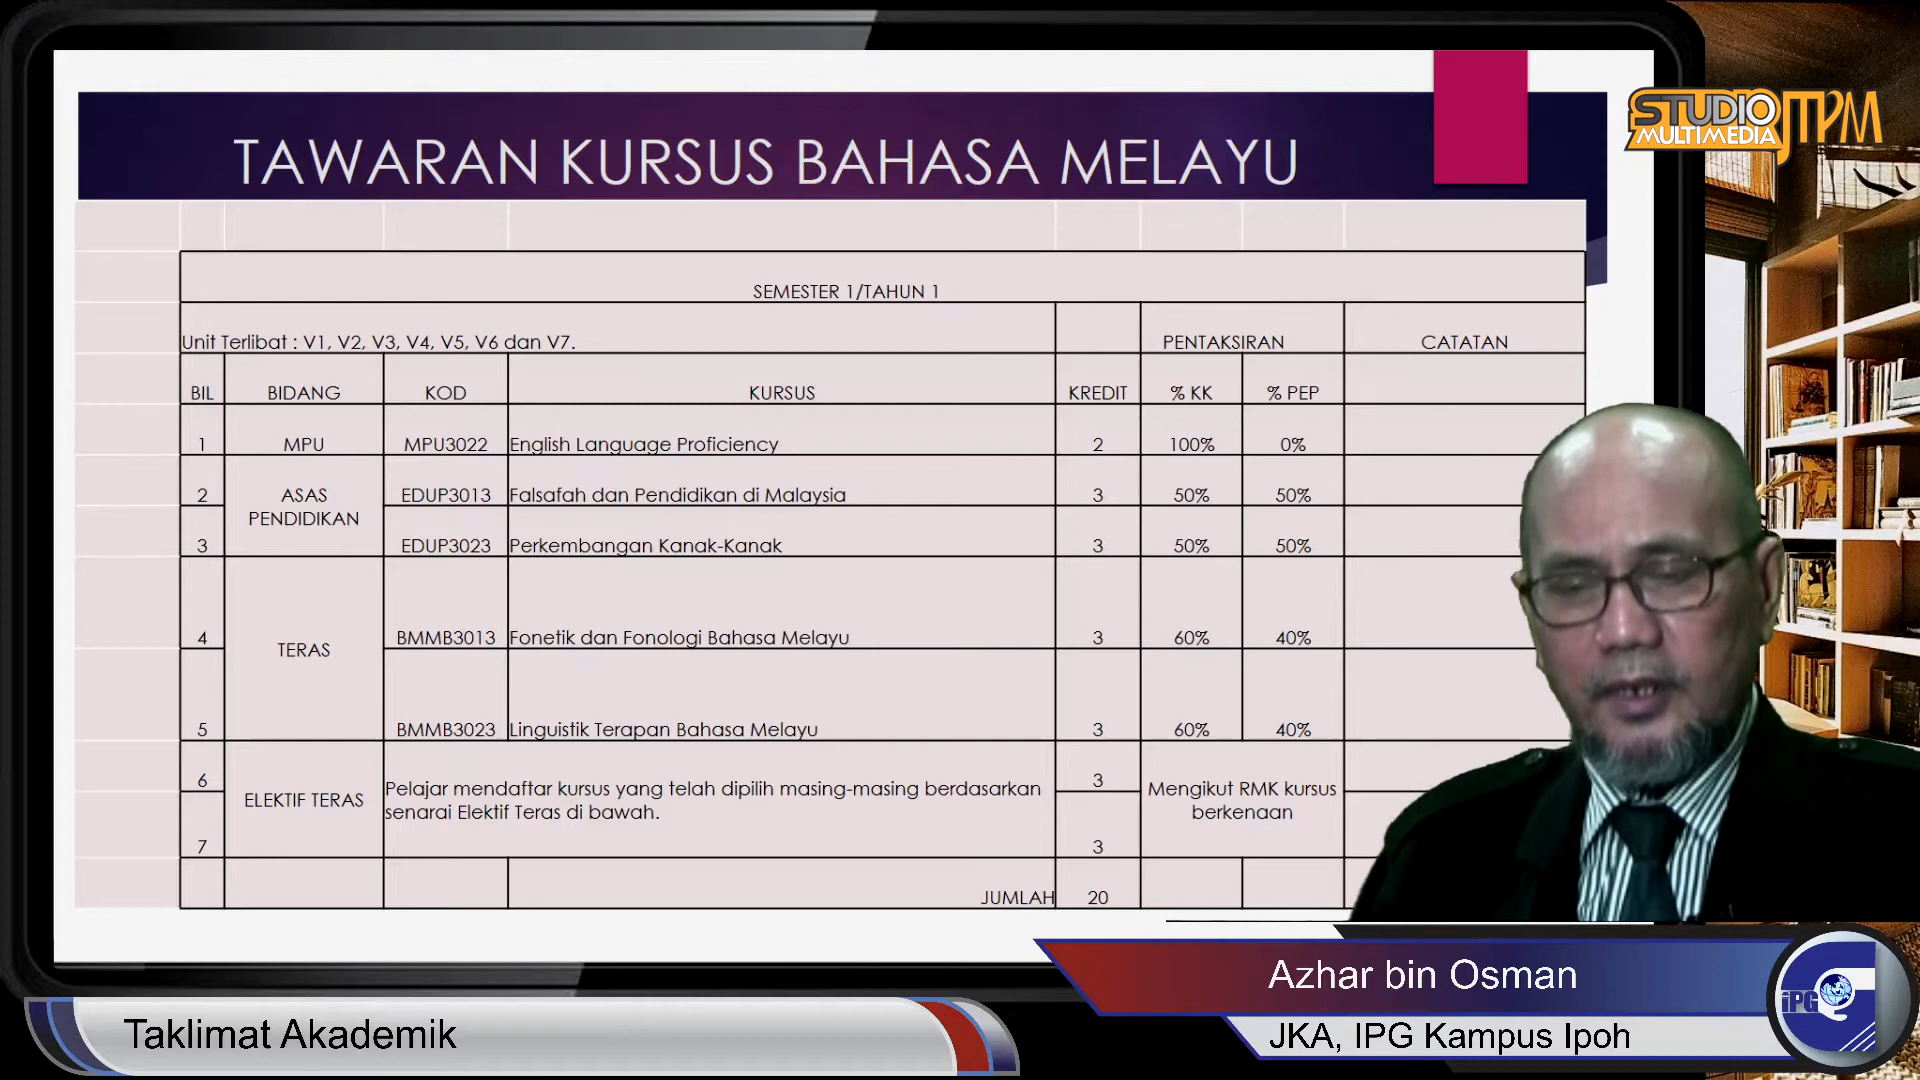 TAWARAN KURSUS BAHASA MELAYU
STUDIO JTPM
MULTIMEDIA
SEMESTER 1/TAHUN 1
Unit Terlibat : V1, V2, V3, V4, V5, V6 dan V7. PENTAKSIRAN CATATAN
BIL BIDANG KOD KURSUS KREDIT % KK % PEP
1 MPU MPU3022 English Language Proficiency 2 100% 0%
2 ASAS PENDIDIKAN EDUP3013 Falsafah dan Pendidikan di Malaysia 3 50% 50%
3 EDUP3023 Perkembangan Kanak-Kanak 3 50% 50%
4 TERAS BMMB3013 Fonetik dan Fonologi Bahasa Melayu 3 60% 40%
5 BMMB3023 Linguistik Terapan Bahasa Melayu 3 60% 40%
6 ELEKTIF TERAS Pelajar mendaftar kursus yang telah dipilih masing-masing berdasarkan 3 Mengikut RMK kursus
senarai Elektif Teras di bawah. berkenaan
7 3
JUMLAH 20
Azhar bin Osman
JKA, IPG Kampus Ipoh
iPG
Taklimat Akademik